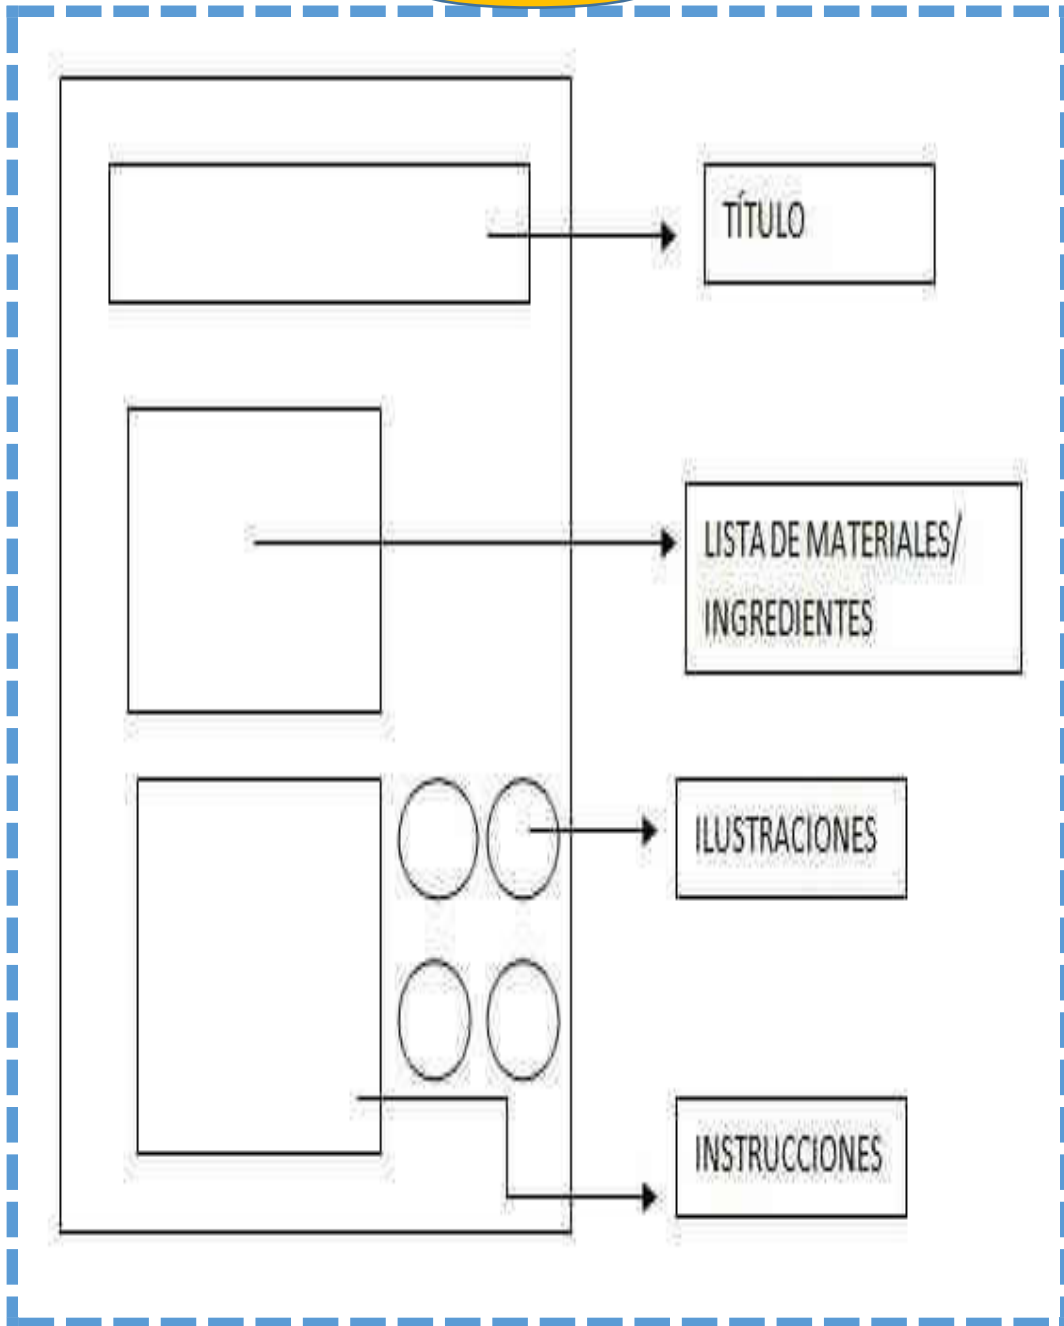 TÍTULO
LISTA DE MATERIALES/
INGREDIENTES
ILUSTRACIONES
INSTRUCCIONES